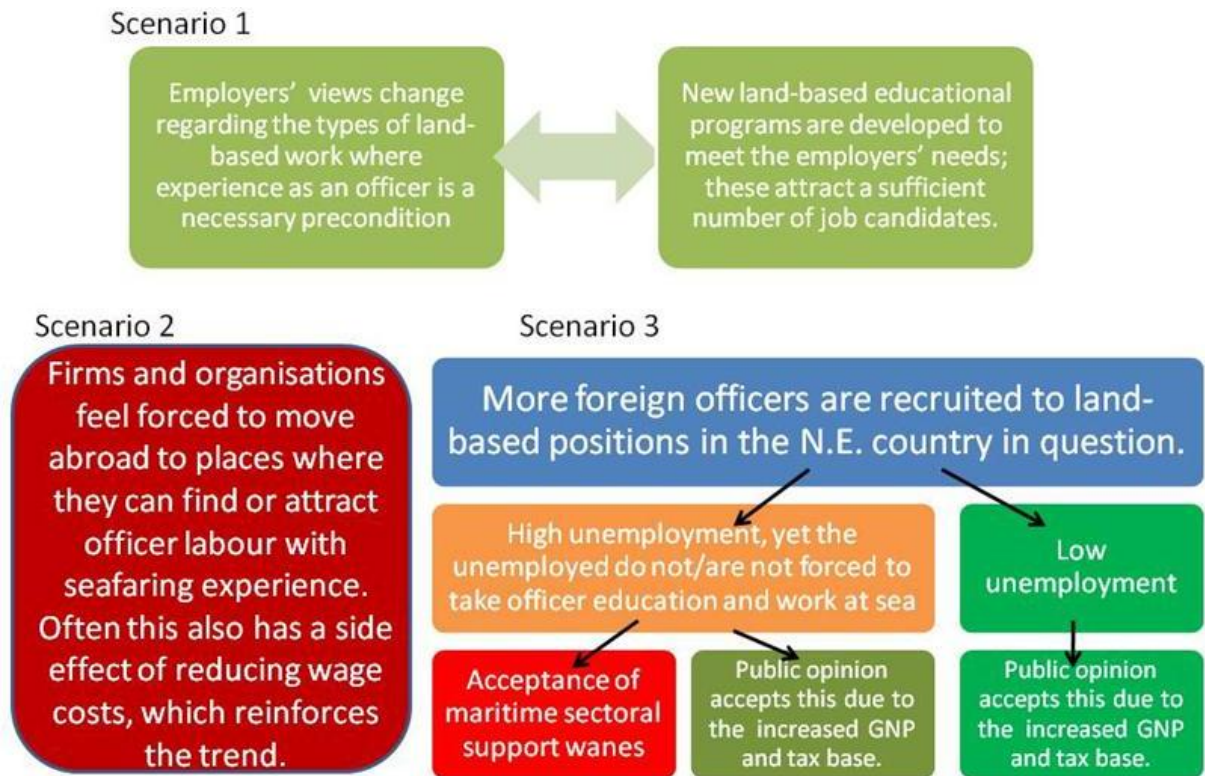 Scenario 1
Employers’ views change
regarding the types of land-
based work where
experience as an officer is a
necessary precondition
New land-based educational
programs are developed to
meet the employers’ needs;
these attract a sufficient
number of job candidates.
Scenario 2
Firms and organisations
feel forced to move
abroad to places where
they can find or attract
officer labour with
seafaring experience.
Often this also has a side
effect of reducing wage
costs, which reinforces
the trend.
Scenario 3
More foreign officers are recruited to land-
based positions in the N.E. country in question.
High unemployment, yet the
unemployed do not/are not forced to
take officer education and work at sea
Low
unemployment
Acceptance of
maritime sectoral
support wanes
Public opinion
accepts this due to
the increased GNP
and tax base.
Public opinion
accepts this due to
the increased GNP
and tax base.